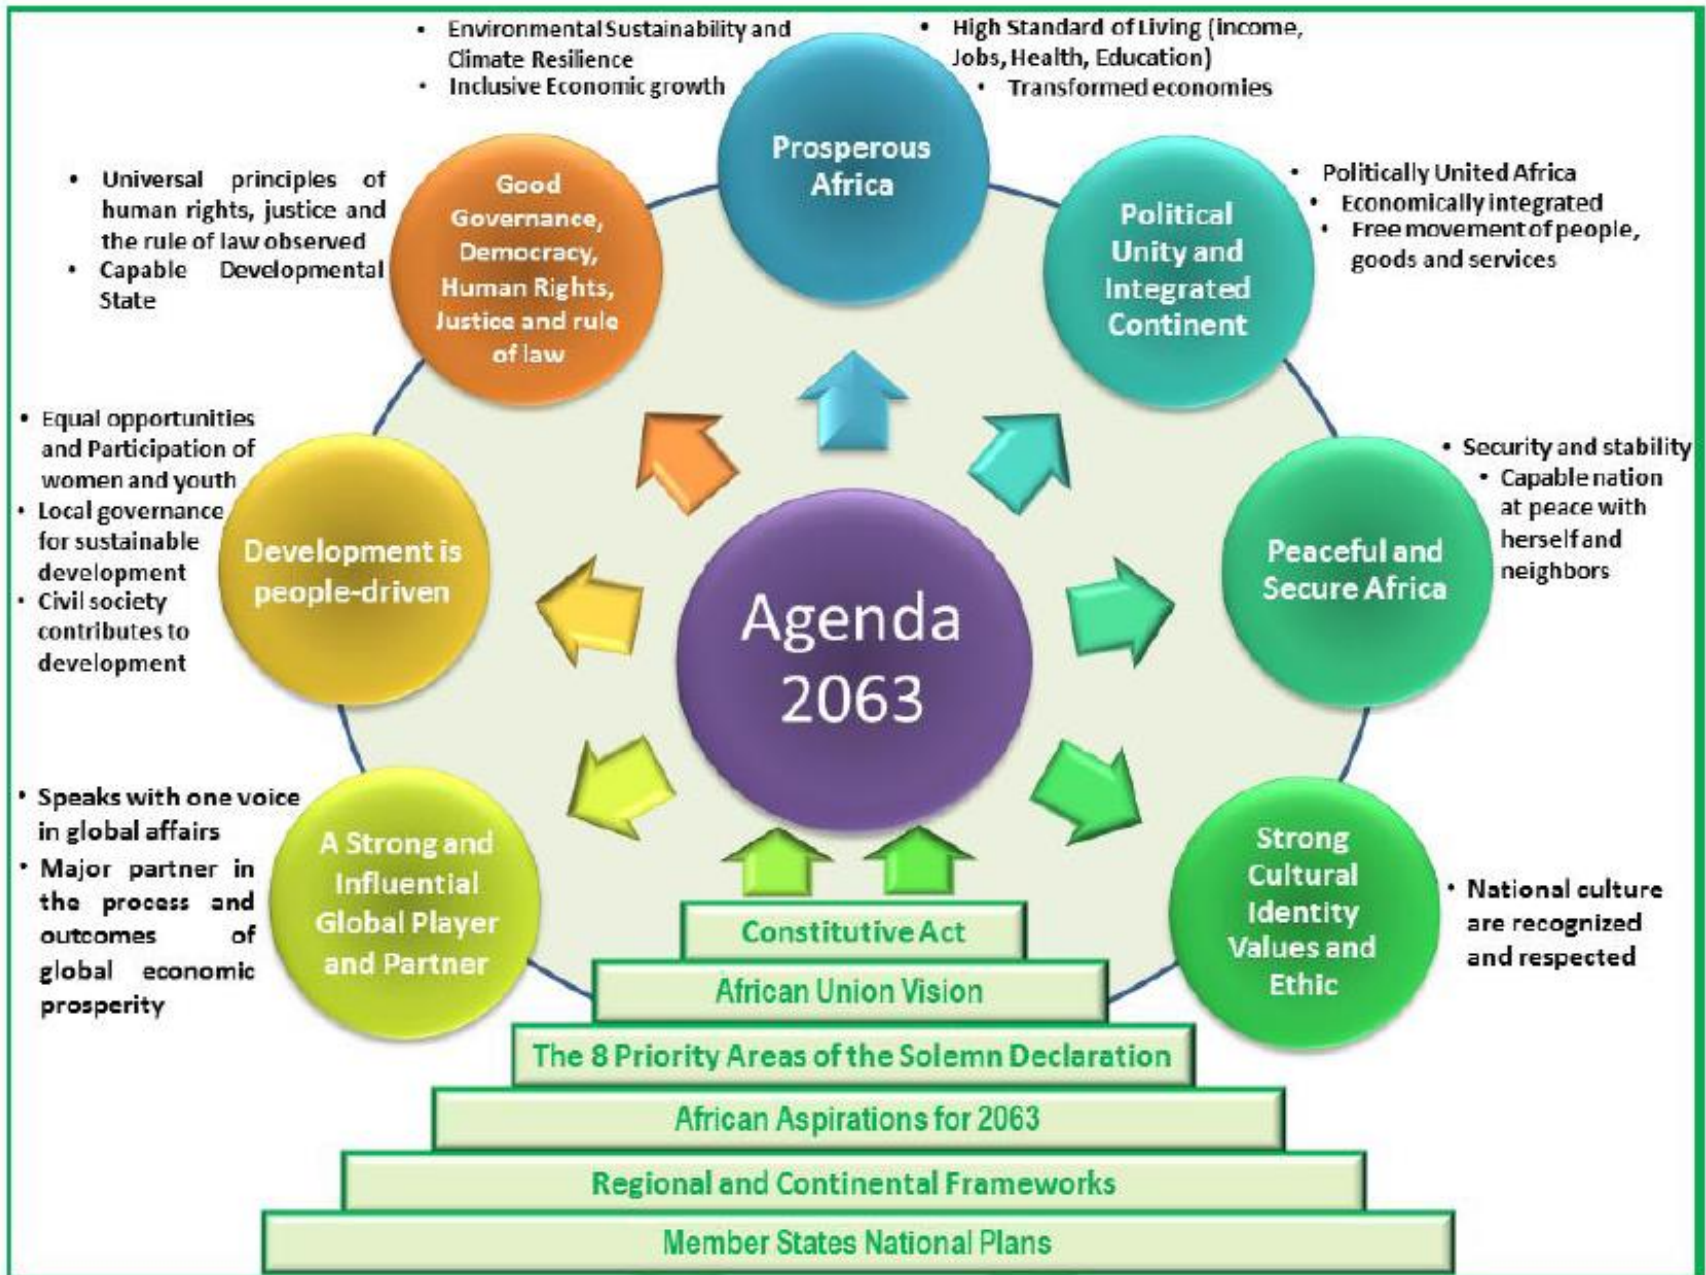 • Environmental Sustainability and
Climate Resilience
• Inclusive Economic growth
• High Standard of Living (income,
Jobs, Health, Education)
• Transformed economies
Prosperous
Africa
• Universal principles of
human rights, justice and
the rule of law observed
• Capable Developmental
State
Good
Governance,
Democracy,
Human Rights,
Justice and rule
of law
Political
Unity and
Integrated
Continent
• Politically United Africa
• Economically integrated
• Free movement of people,
goods and services
• Equal opportunities
and Participation of
women and youth
• Local governance
for sustainable
development
• Civil society
contributes to
development
Development is
people-driven
Agenda
2063
Peaceful and
Secure Africa
• Security and stability
• Capable nation
at peace with
herself and
neighbors
• Speaks with one voice
in global affairs
• Major partner in
the process and
outcomes of
global economic
prosperity
A Strong and
Influential
Global Player
and Partner
Strong
Cultural
Identity
Values and
Ethic
• National culture
are recognized
and respected
Constitutive Act
African Union Vision
The 8 Priority Areas of the Solemn Declaration
African Aspirations for 2063
Regional and Continental Frameworks
Member States National Plans